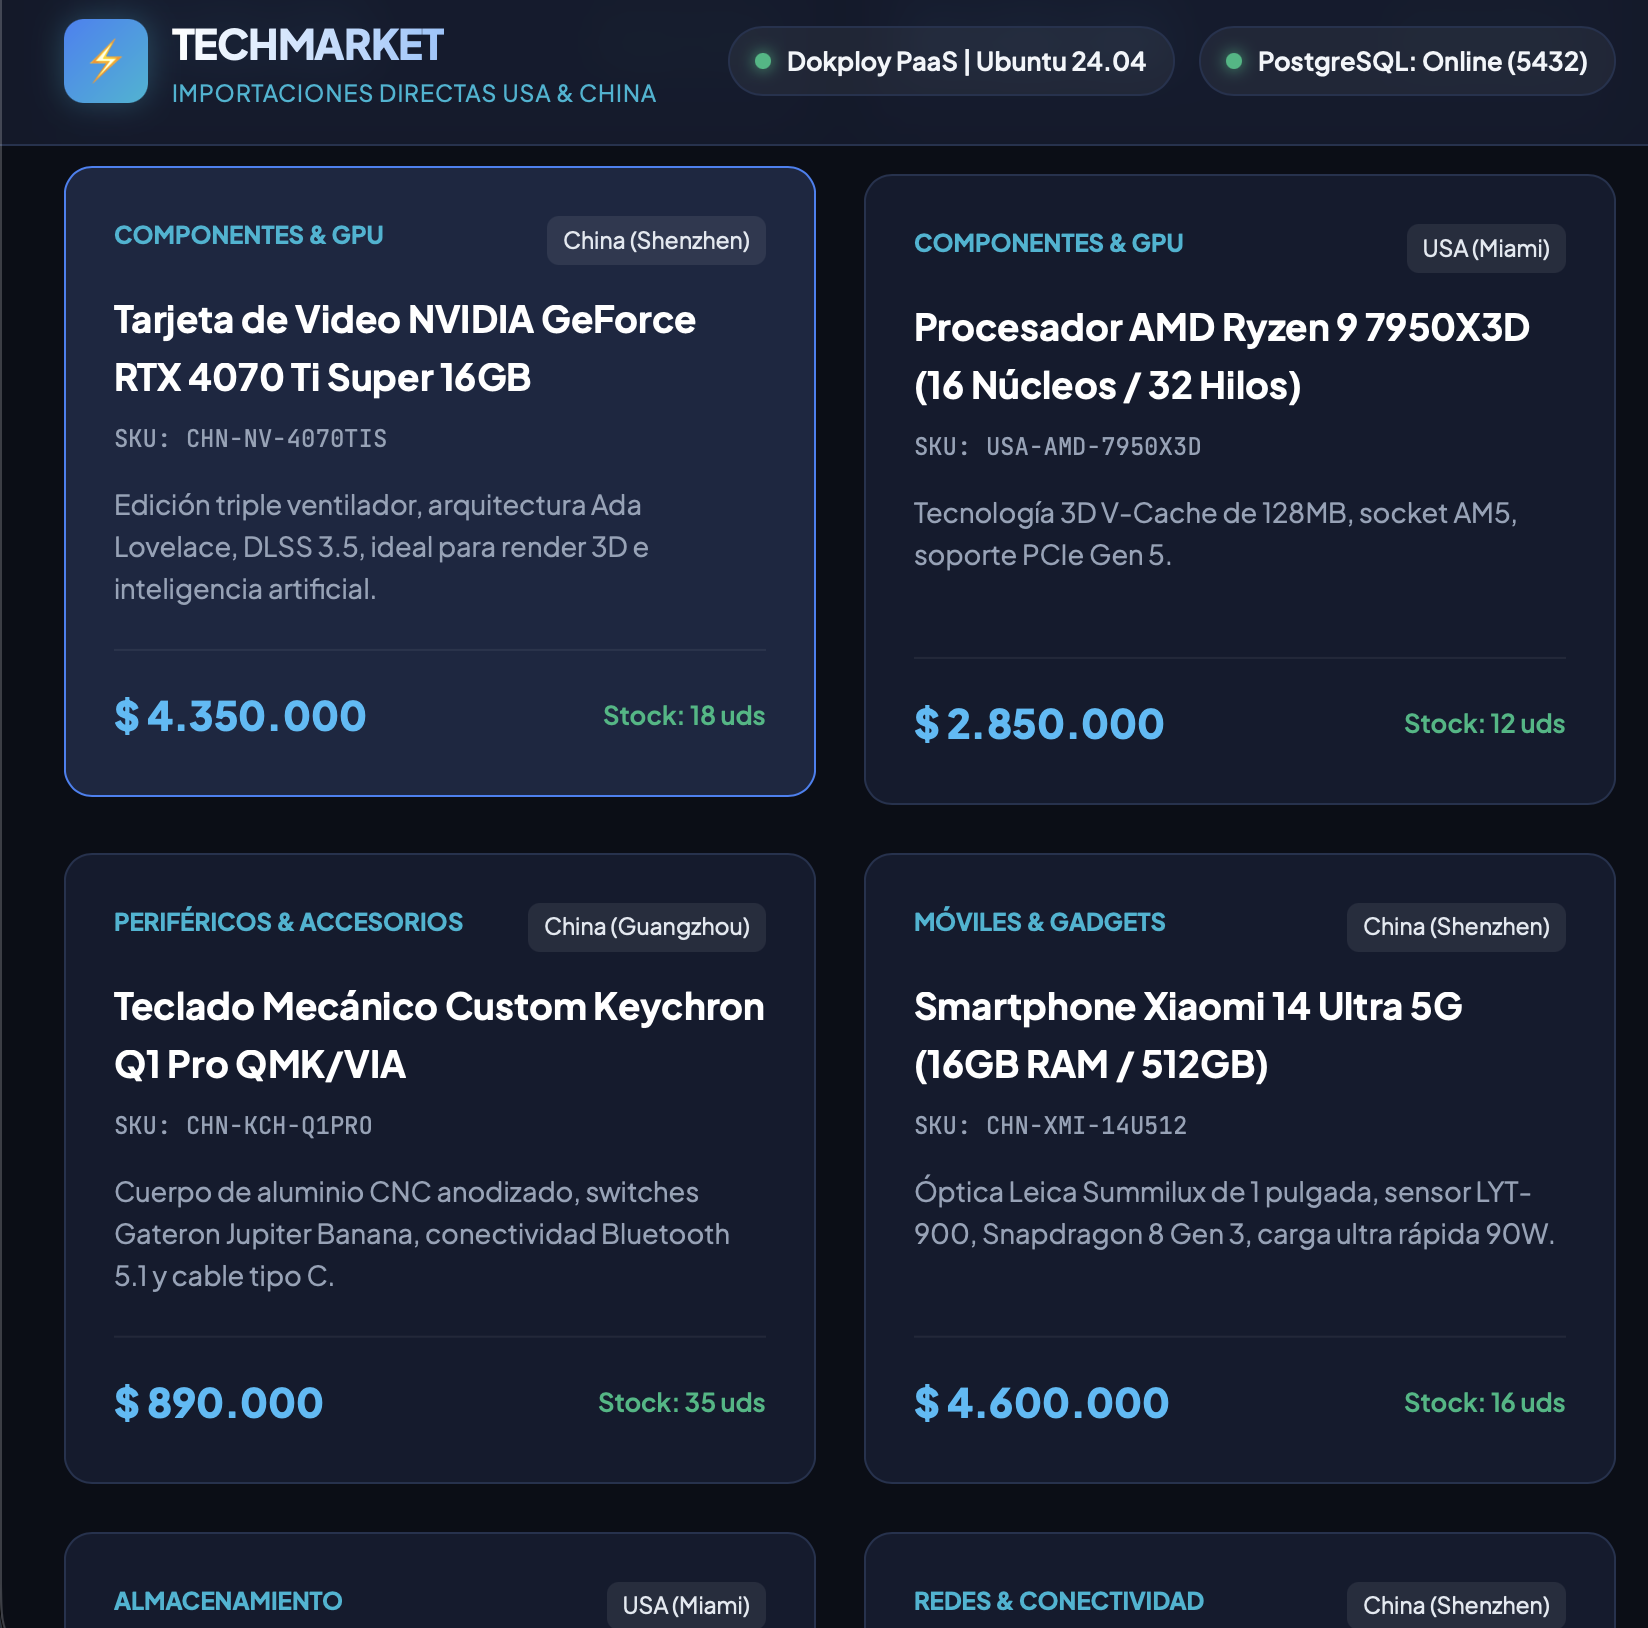 TECHMARKET
IMPORTACIONES DIRECTAS USA & CHINA
Dokploy PaaS | Ubuntu 24.04
PostgreSQL: Online (5432)
COMPONENTES & GPU
China (Shenzhen)
Tarjeta de Video NVIDIA GeForce
RTX 4070 Ti Super 16GB
SKU: CHN-NV-4070TIS
Edición triple ventilador, arquitectura Ada
Lovelace, DLSS 3.5, ideal para render 3D e
inteligencia artificial.
$ 4.350.000
Stock: 18 uds
COMPONENTES & GPU
USA (Miami)
Procesador AMD Ryzen 9 7950X3D
(16 Núcleos / 32 Hilos)
SKU: USA-AMD-7950X3D
Tecnología 3D V-Cache de 128MB, socket AM5,
soporte PCIe Gen 5.
$ 2.850.000
Stock: 12 uds
PERIFÉRICOS & ACCESORIOS
China (Guangzhou)
Teclado Mecánico Custom Keychron
Q1 Pro QMK/VIA
SKU: CHN-KCH-Q1PRO
Cuerpo de aluminio CNC anodizado, switches
Gateron Jupiter Banana, conectividad Bluetooth
5.1 y cable tipo C.
$ 890.000
Stock: 35 uds
MÓVILES & GADGETS
China (Shenzhen)
Smartphone Xiaomi 14 Ultra 5G
(16GB RAM / 512GB)
SKU: CHN-XMI-14U512
Óptica Leica Summilux de 1 pulgada, sensor LYT-
900, Snapdragon 8 Gen 3, carga ultra rápida 90W.
$ 4.600.000
Stock: 16 uds
ALMACENAMIENTO
USA (Miami)
REDES & CONECTIVIDAD
China (Shenzhen)